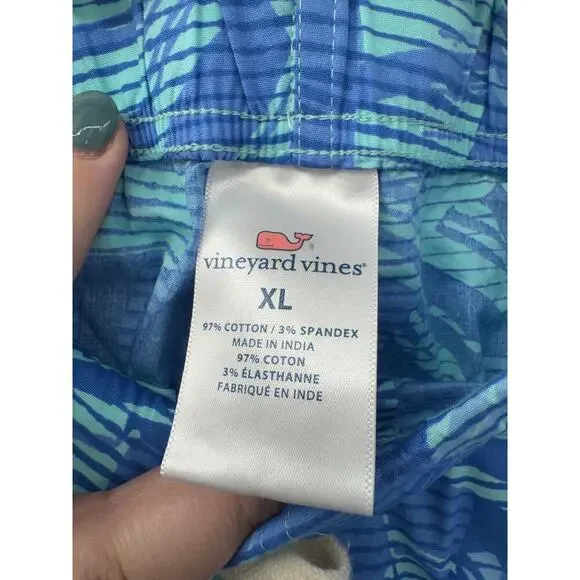 vineyard vines®
XL
97% COTTON / 3% SPANDEX
MADE IN INDIA
97% COTON
3% ÉLASTHANNE
FABRIQUÉ EN INDE